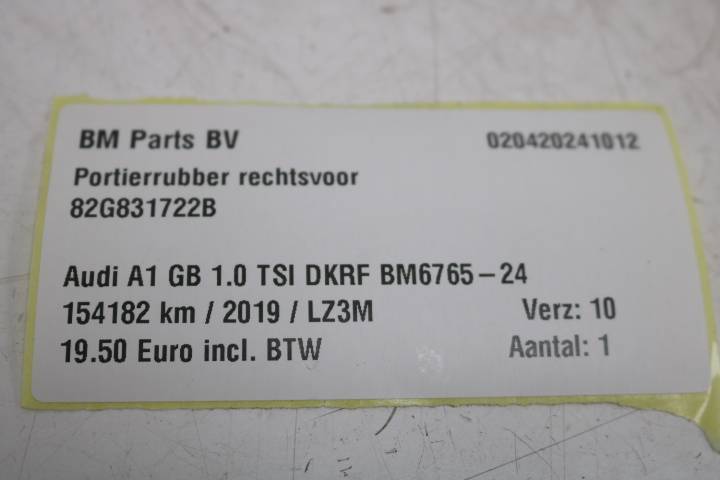 BM Parts BV 020420241012
Portierrubber rechtsvoor
82G831722B
Audi A1 GB 1.0 TSI DKRF BM6765-24
154182 km / 2019 / LZ3M Verz: 10
19.50 Euro incl. BTW Aantal: 1